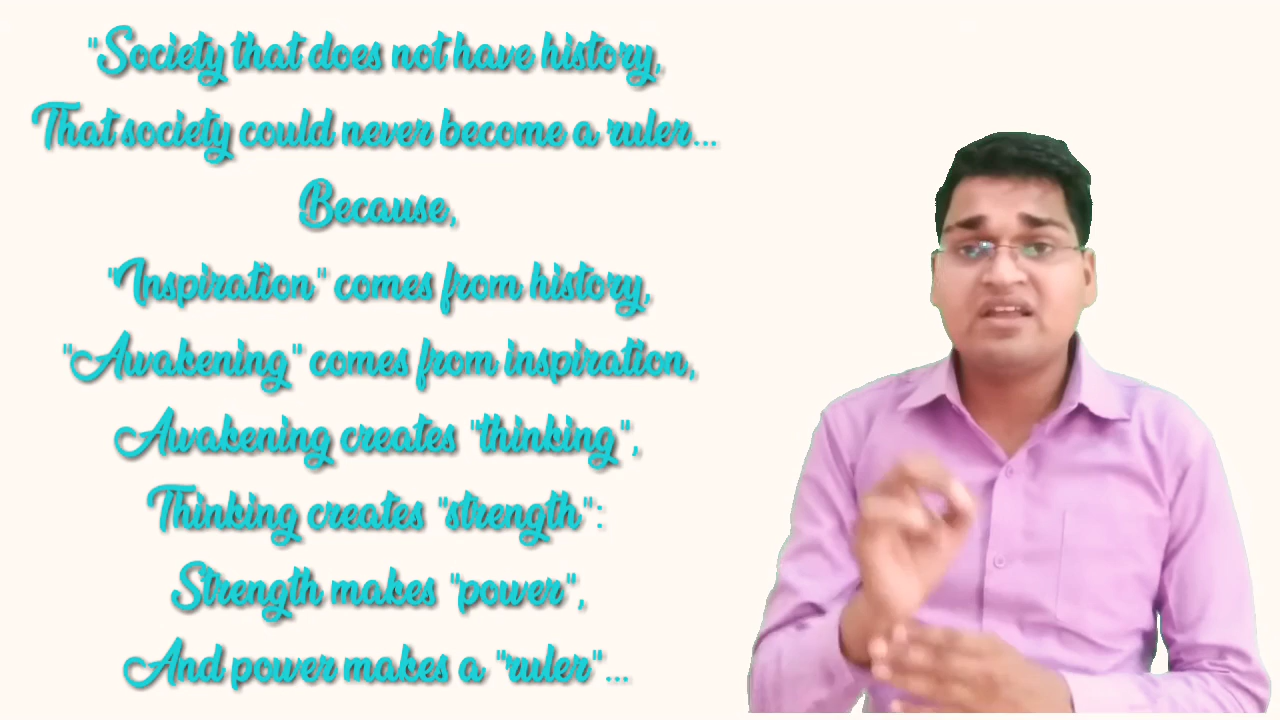 "Society that does not have history,
That society could never become a ruler...
Because,
"Inspiration" comes from history,
"Awakening" comes from inspiration,
Awakening creates "thinking",
Thinking creates "strength":
Strength makes "power",
And power makes a "ruler"...